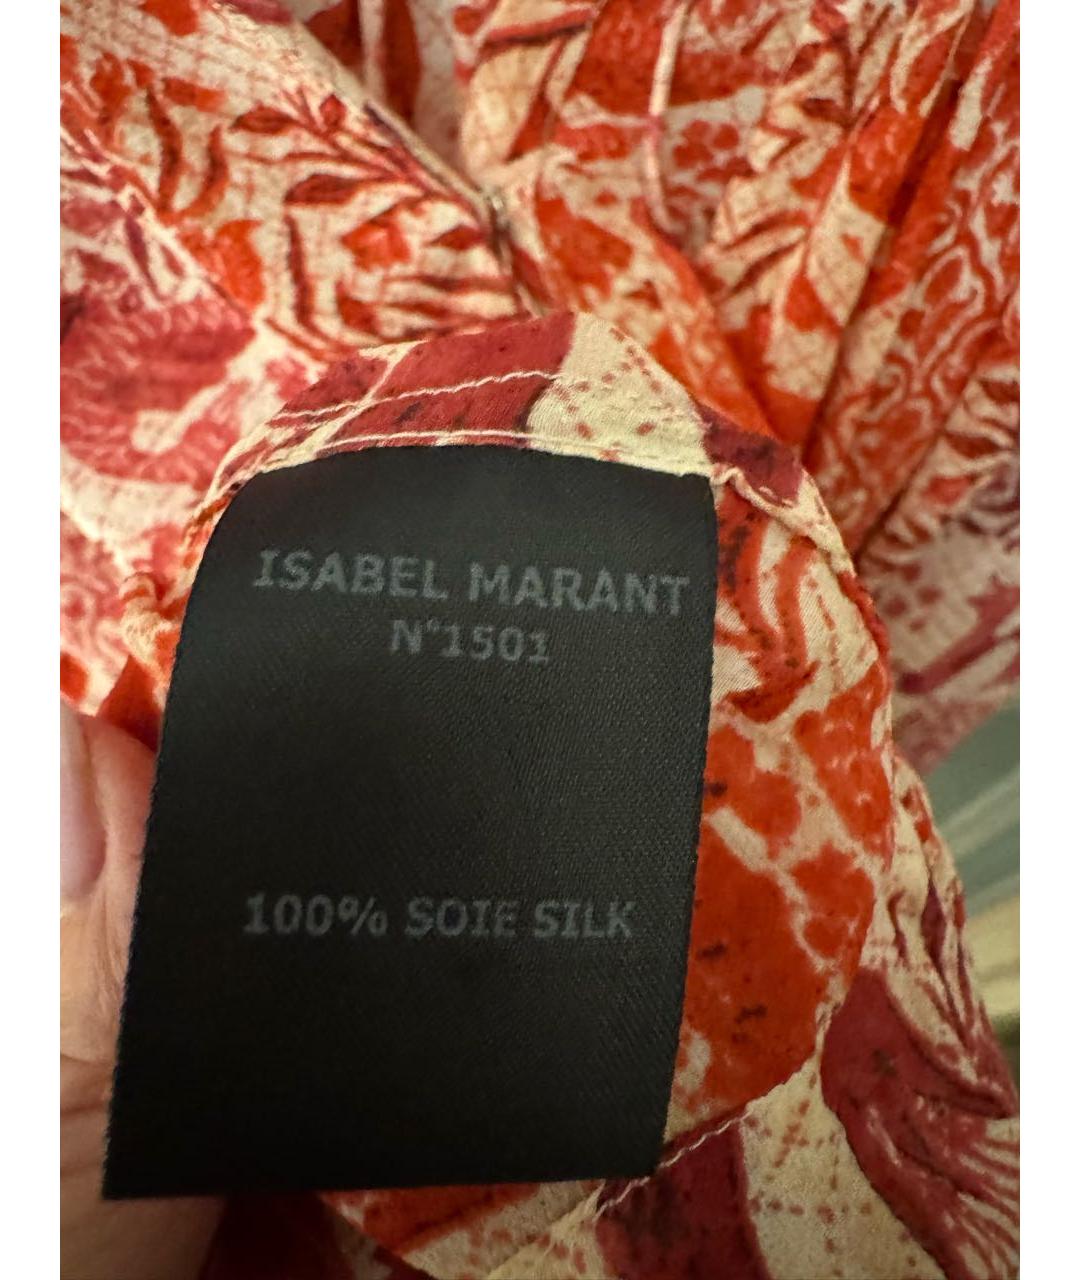 ISABEL MARANT
N°1501
100% SOIE SILK